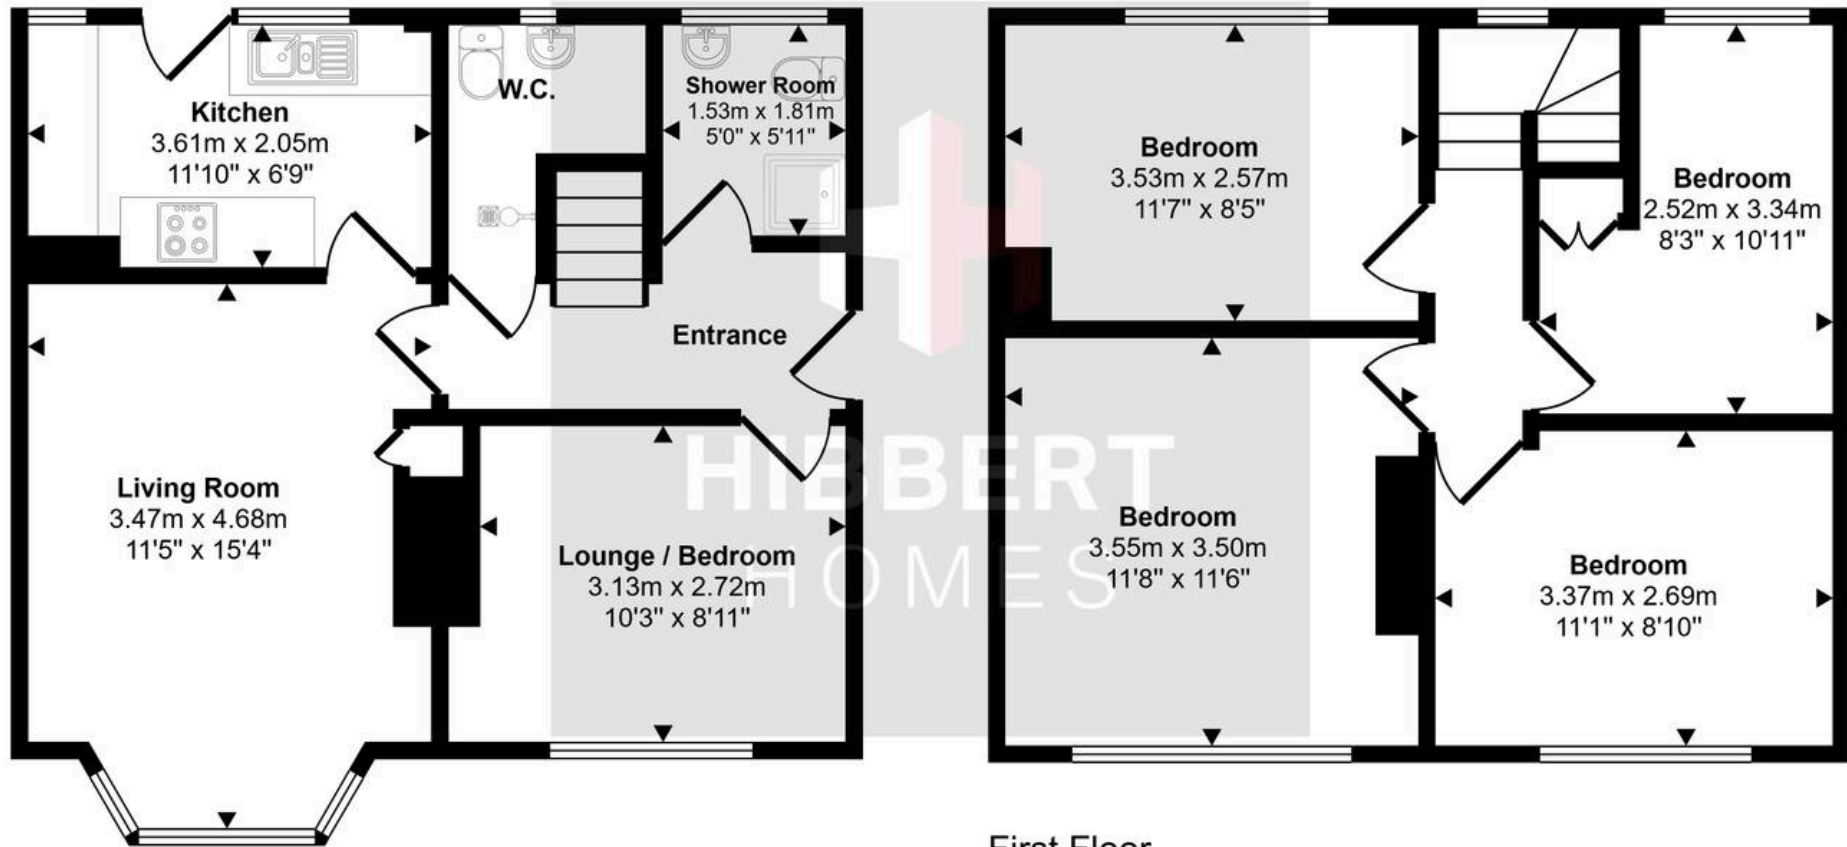 Kitchen
3.61m x 2.05m
11'10" x 6'9"
W.C.
Shower Room
1.53m x 1.81m
5'0" x 5'11"
Entrance
Living Room
3.47m x 4.68m
11'5" x 15'4"
Lounge / Bedroom
3.13m x 2.72m
10'3" x 8'11"
Bedroom
3.53m x 2.57m
11'7" x 8'5"
Bedroom
2.52m x 3.34m
8'3" x 10'11"
Bedroom
3.55m x 3.50m
11'8" x 11'6"
Bedroom
3.37m x 2.69m
11'1" x 8'10"
HIBBERT
HOMES
First Floor